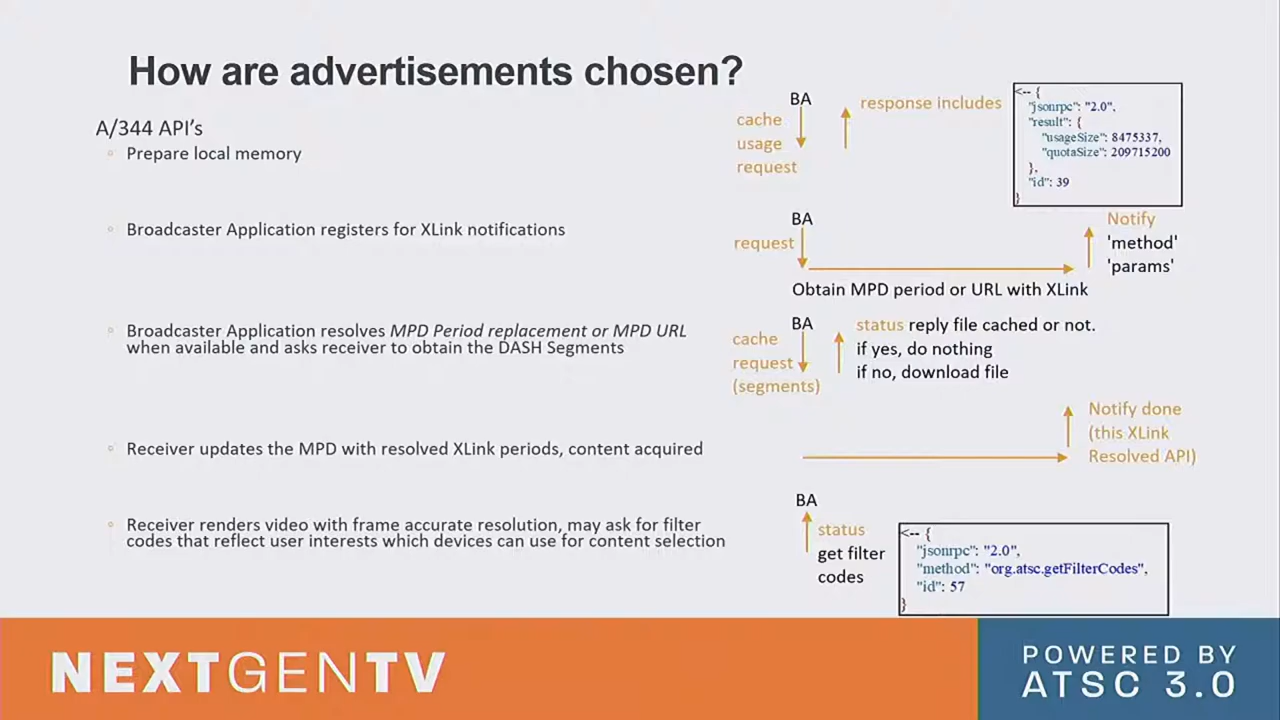 How are advertisements chosen?
A/344 API's
◦ Prepare local memory
BA
cache
usage
request
response includes
<-- {
"jsonrpc": "2.0",
"result": {
"usageSize": 8475337,
"quotaSize": 209715200
},
"id": 39
}
◦ Broadcaster Application registers for XLink notifications
BA
request
Notify
'method'
'params'
Obtain MPD period or URL with XLink
◦ Broadcaster Application resolves MPD Period replacement or MPD URL
when available and asks receiver to obtain the DASH Segments
BA
cache
request
(segments)
status reply file cached or not.
if yes, do nothing
if no, download file
◦ Receiver updates the MPD with resolved XLink periods, content acquired
Notify done
(this XLink
Resolved API)
◦ Receiver renders video with frame accurate resolution, may ask for filter
codes that reflect user interests which devices can use for content selection
BA
status
get filter
codes
<-- {
"jsonrpc": "2.0",
"method": "org.atsc.getFilterCodes",
"id": 57
}
NEXTGENTV
POWERED BY
ATSC 3.0